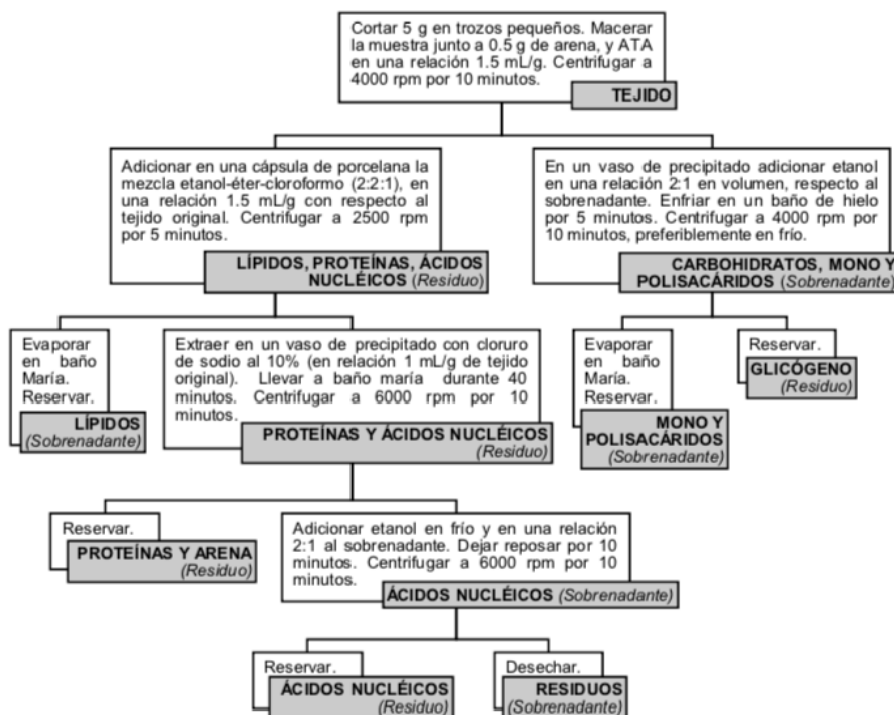 Cortar 5 g en trozos pequeños. Macerar
la muestra junto a 0.5 g de arena, y ATA
en una relación 1.5 mL/g. Centrifugar a
4000 rpm por 10 minutos.
TEJIDO
Adicionar en una cápsula de porcelana la
mezcla etanol-éter-cloroformo (2:2:1), en
una relación 1.5 mL/g con respecto al
tejido original. Centrifugar a 2500 rpm
por 5 minutos.
LÍPIDOS, PROTEÍNAS, ÁCIDOS
NUCLÉICOS (Residuo)
En un vaso de precipitado adicionar etanol
en una relación 2:1 en volumen, respecto al
sobrenadante. Enfriar en un baño de hielo
por 5 minutos. Centrifugar a 4000 rpm por
10 minutos, preferiblemente en frío.
CARBOHIDRATOS, MONO Y
POLISACÁRIDOS (Sobrenadante)
Evaporar
en baño
María.
Reservar.
LÍPIDOS
(Sobrenadante)
Extraer en un vaso de precipitado con cloruro
de sodio al 10% (en relación 1 mL/g de tejido
original). Llevar a baño maría durante 40
minutos. Centrifugar a 6000 rpm por 10
minutos.
PROTEÍNAS Y ÁCIDOS NUCLÉICOS
(Residuo)
Evaporar
en baño
María.
Reservar.
MONO Y
POLISACÁRIDOS
(Sobrenadante)
Reservar.
GLICÓGENO
(Residuo)
Reservar.
PROTEÍNAS Y ARENA
(Residuo)
Adicionar etanol en frío y en una relación
2:1 al sobrenadante. Dejar reposar por 10
minutos. Centrifugar a 6000 rpm por 10
minutos.
ÁCIDOS NUCLÉICOS (Sobrenadante)
Reservar.
ÁCIDOS NUCLÉICOS
(Residuo)
Desechar.
RESIDUOS
(Sobrenadante)